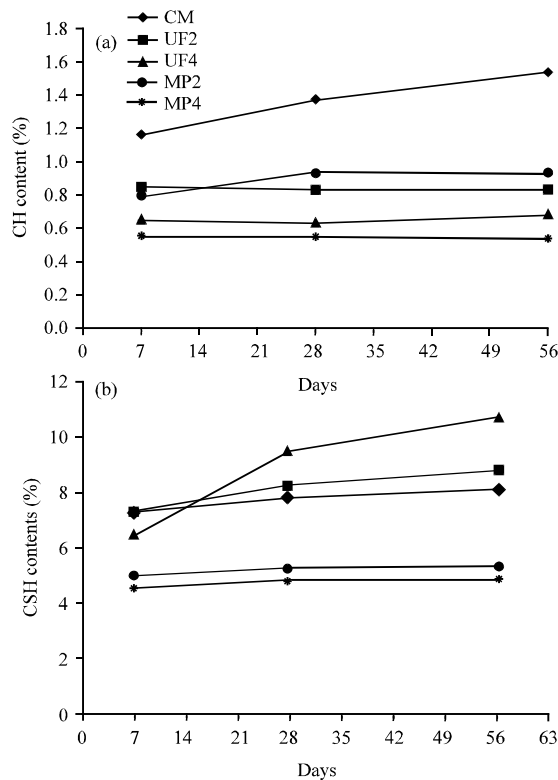 (a)
CM
UF2
UF4
MP2
MP4
CH content (%)
1.8
1.6
1.4
1.2
1.0
0.8
0.6
0.4
0.2
0.0
0 7 14 21 28 35 42 49 56
Days
(b)
CSH contents (%)
12
10
8
6
4
2
0
0 7 14 21 28 35 42 49 56 63
Days